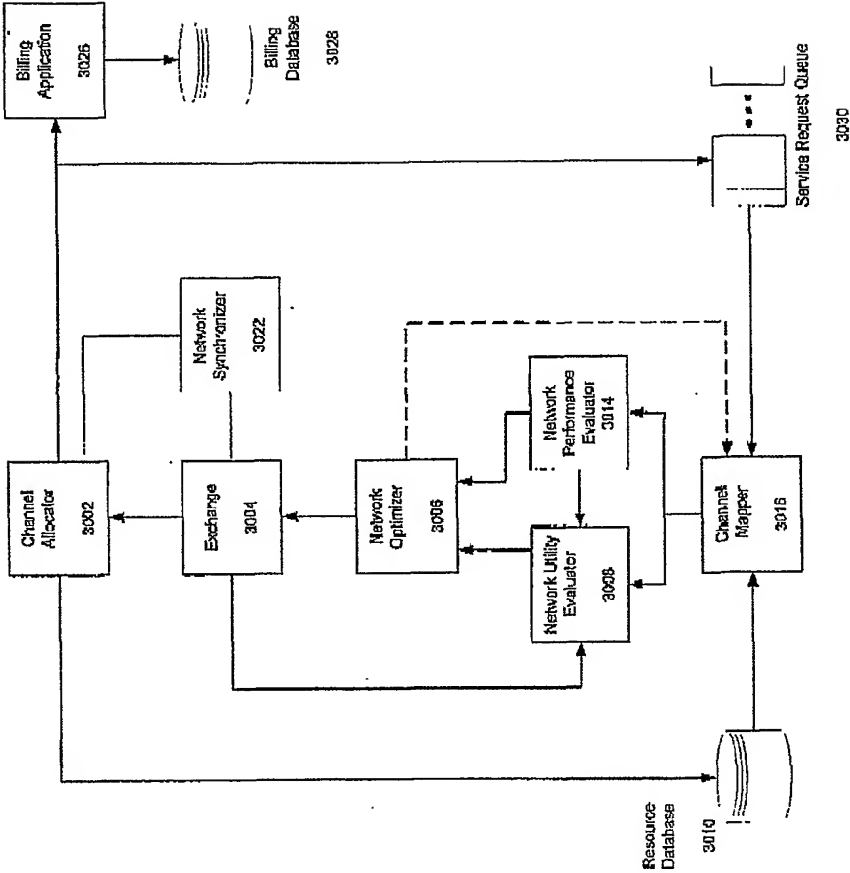 Billing
Application
3026
Billing
Database
3028
Channel
Allocator
3002
Network
Synchronizer
3022
Exchange
3004
Network
Optimizer
3006
Network
Performance
Evaluator
3014
Network Utility
Evaluator
3008
Channel
Mapper
3016
Service Request Queue
3030
Resource
Database
3010